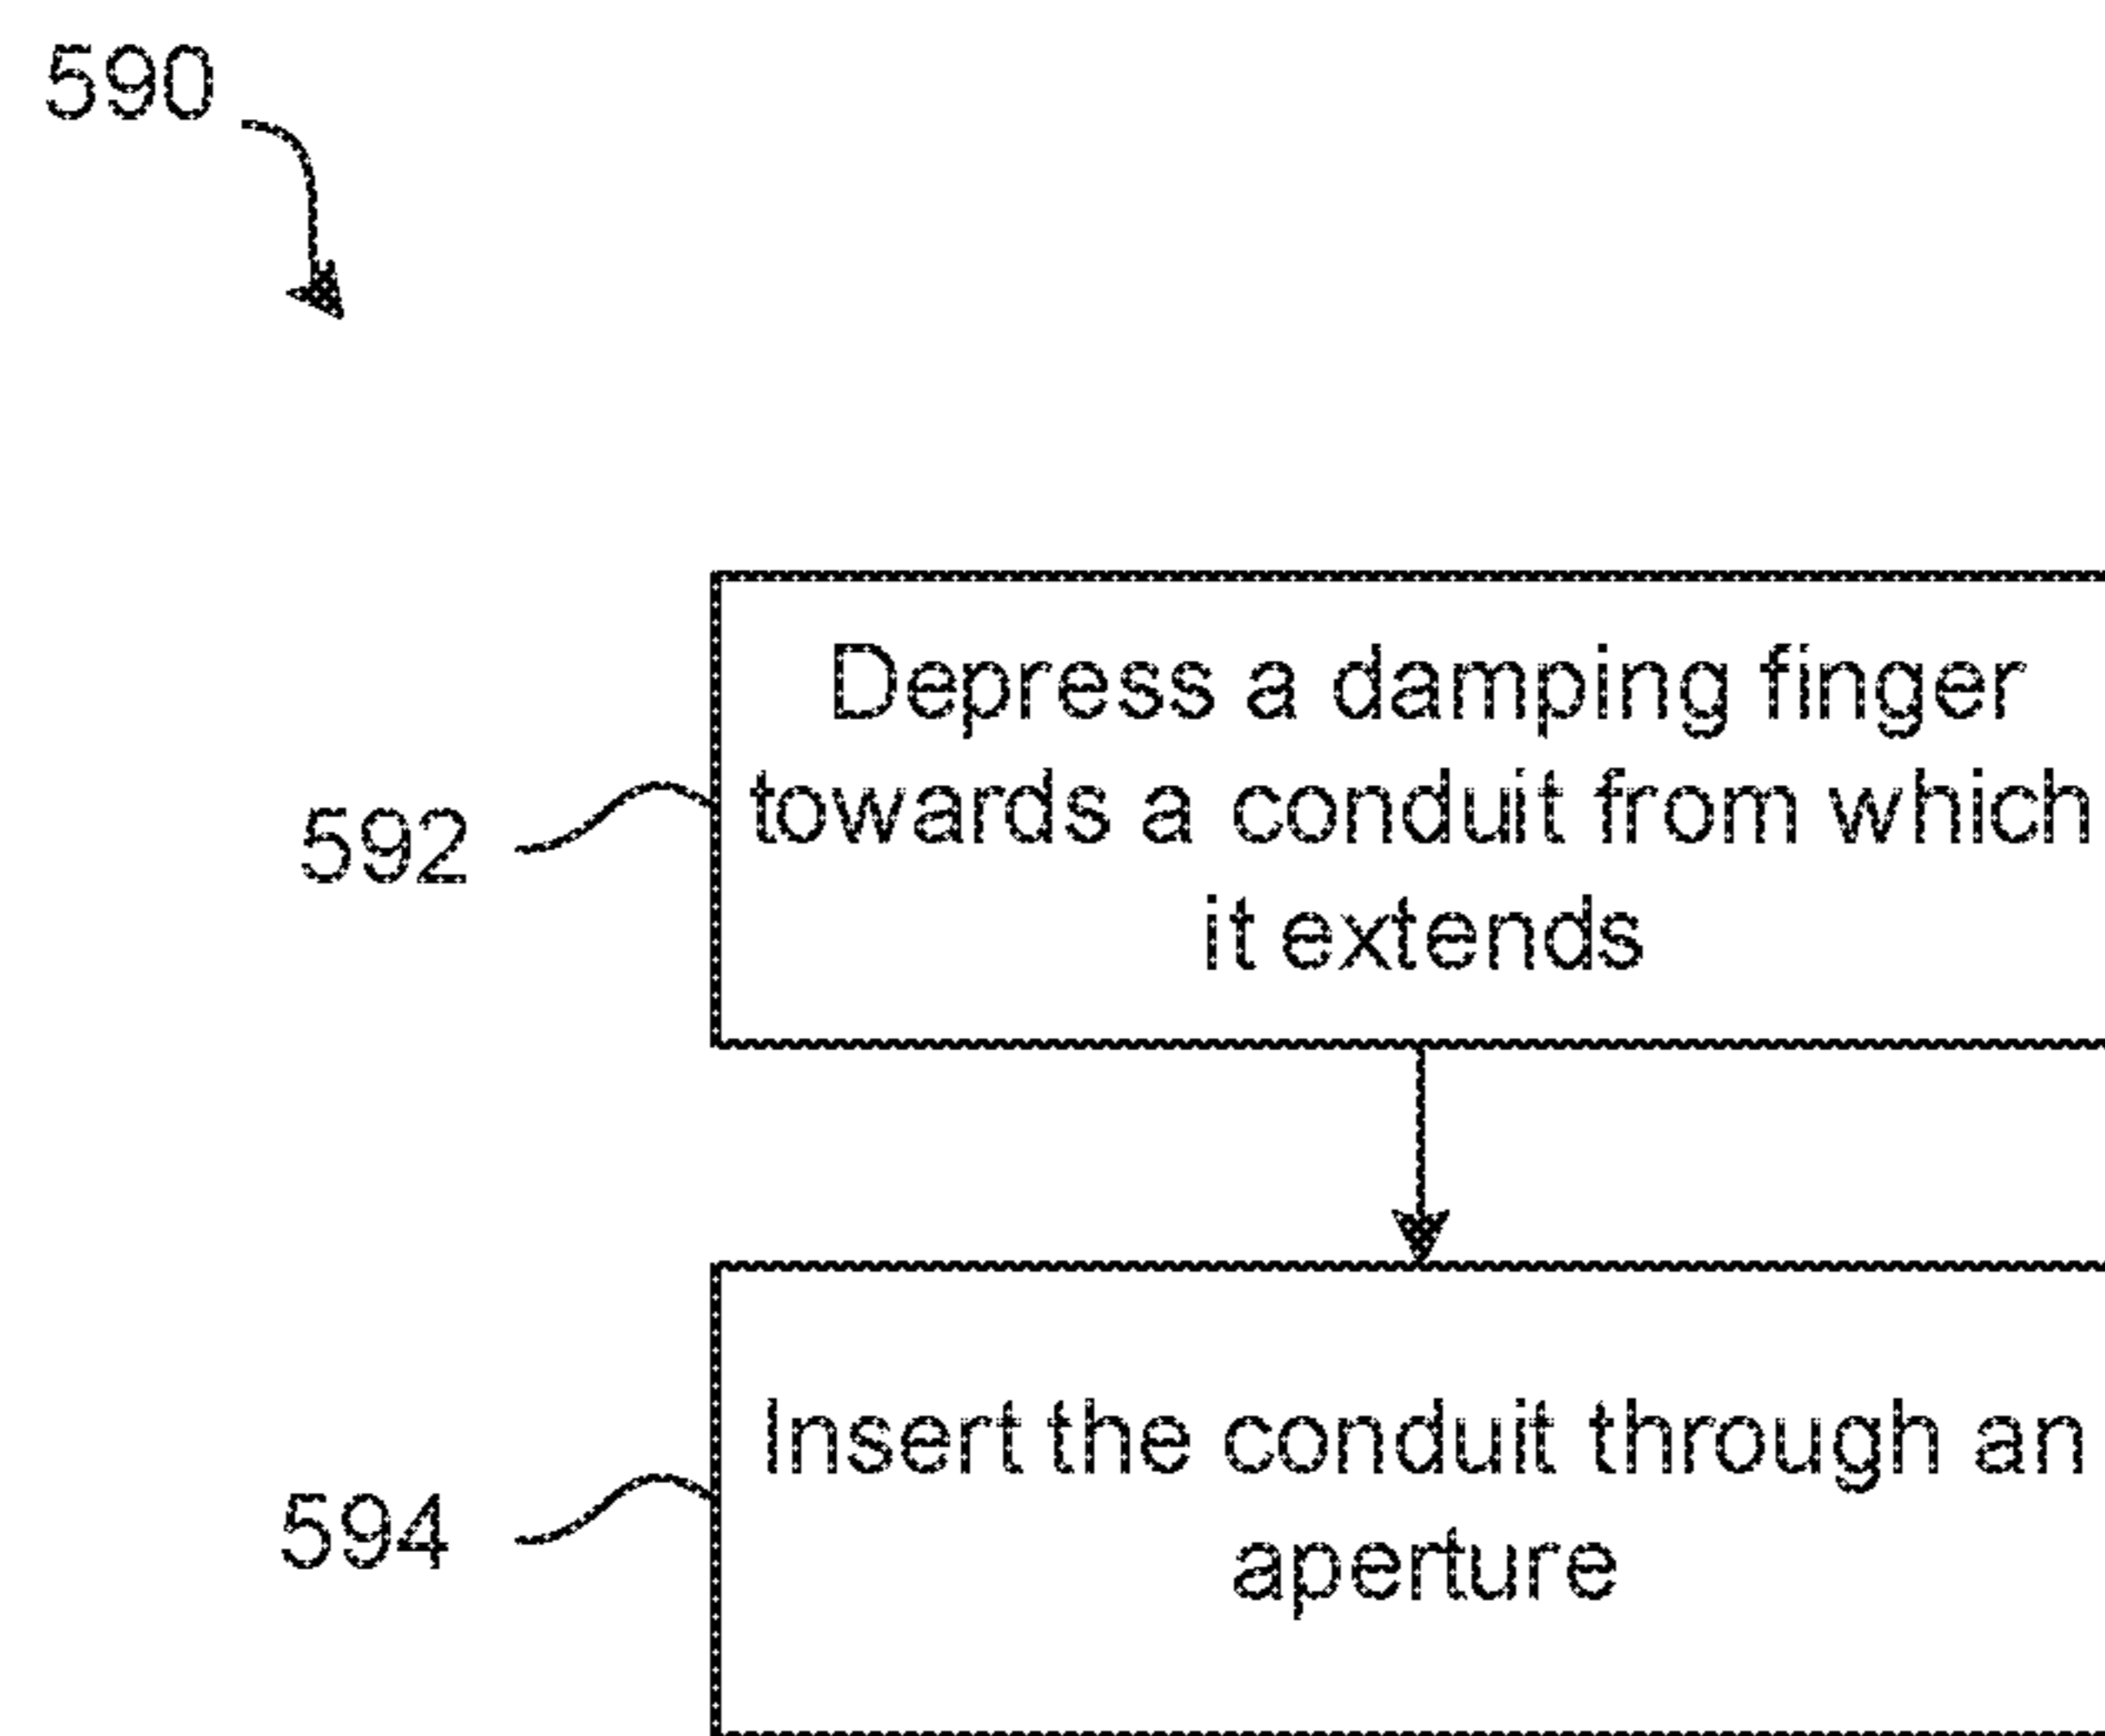 590
Depress a damping finger
towards a conduit from which
592
it extends
Insert the conduit through an
594
aperture